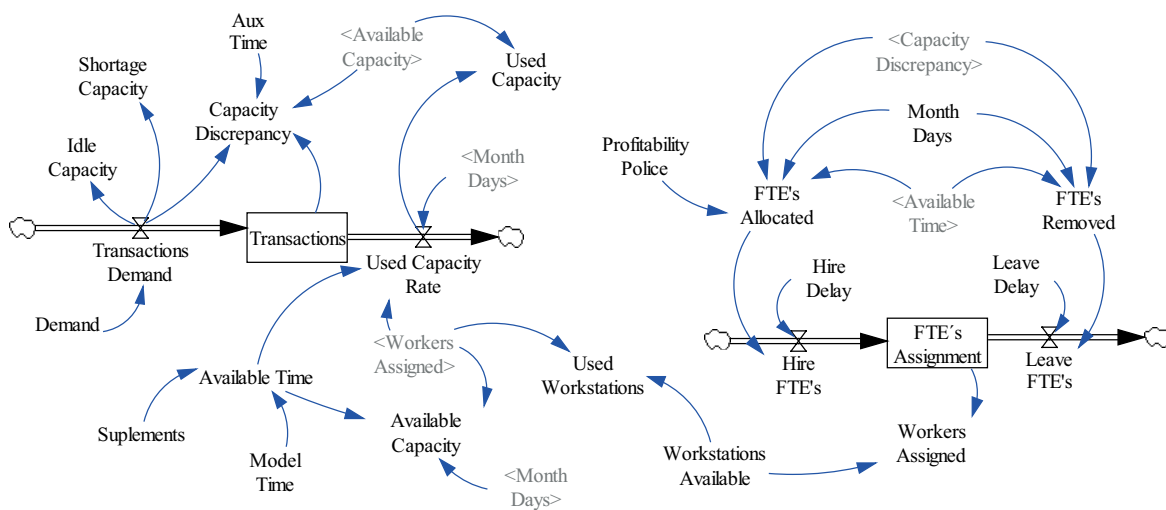 Aux
Time
<Available
Capacity>
Used
Capacity
Shortage
Capacity
Capacity
Discrepancy
Idle
Capacity
<Month
Days>
Transactions
Transactions
Demand
Used Capacity
Rate
Demand
<Workers
Assigned>
Used
Workstations
Available Time
Suplements
Available
Capacity
Model
Time
<Month
Days>
Workstations
Available
<Capacity
Discrepancy>
Month
Days
Profitability
Police
FTE's
Allocated
<Available
Time>
FTE's
Removed
Hire
Delay
Leave
Delay
FTE´s
Assignment
Hire
FTE's
Leave
FTE's
Workers
Assigned